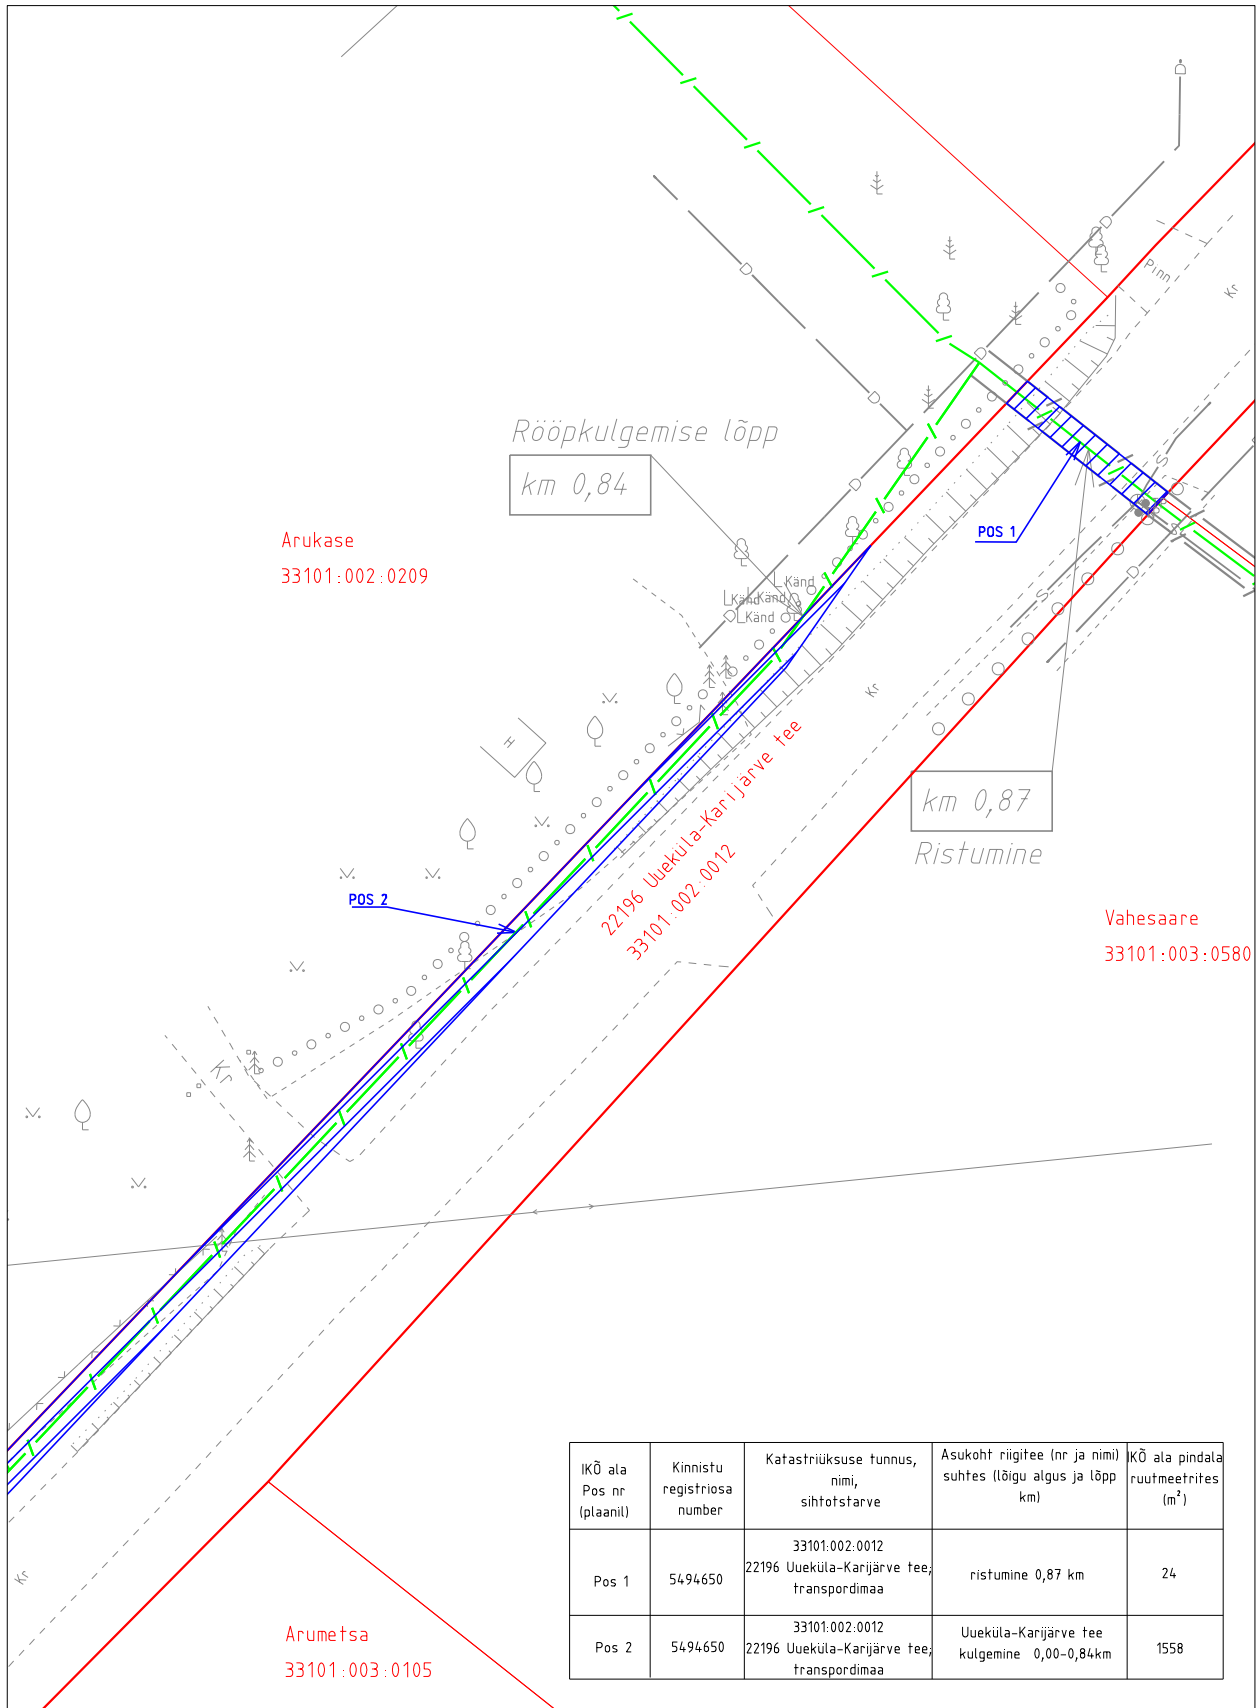 Pinn
Kr
Rööpkulgemise lõpp
km 0,84
Arukase
33101:002:0209
POS 1
S
Känd
Känd
Känd
Känd
S
Kr
H
22196 Uueküla-Karijärve tee
33101:002:0012
km 0,87
Ristumine
POS 2
Vahesaare
33101:003:0580
Kr
Kr
Arumetsa
33101:003:0105
IKÕ ala
Pos nr
(plaanil)
Kinnistu
registriosa
number
Katastriüksuse tunnus,
nimi,
sihtotstarve
Asukoht riigitee (nr ja nimi)
suhtes (lõigu algus ja lõpp
km)
IKÕ ala pindala
ruutmeetrites
(m²)
Pos 1
5494650
33101:002:0012
22196 Uueküla-Karijärve tee;
transpordimaa
ristumine 0,87 km
24
Pos 2
5494650
33101:002:0012
22196 Uueküla-Karijärve tee;
transpordimaa
Uueküla-Karijärve tee
kulgemine 0,00-0,84km
1558